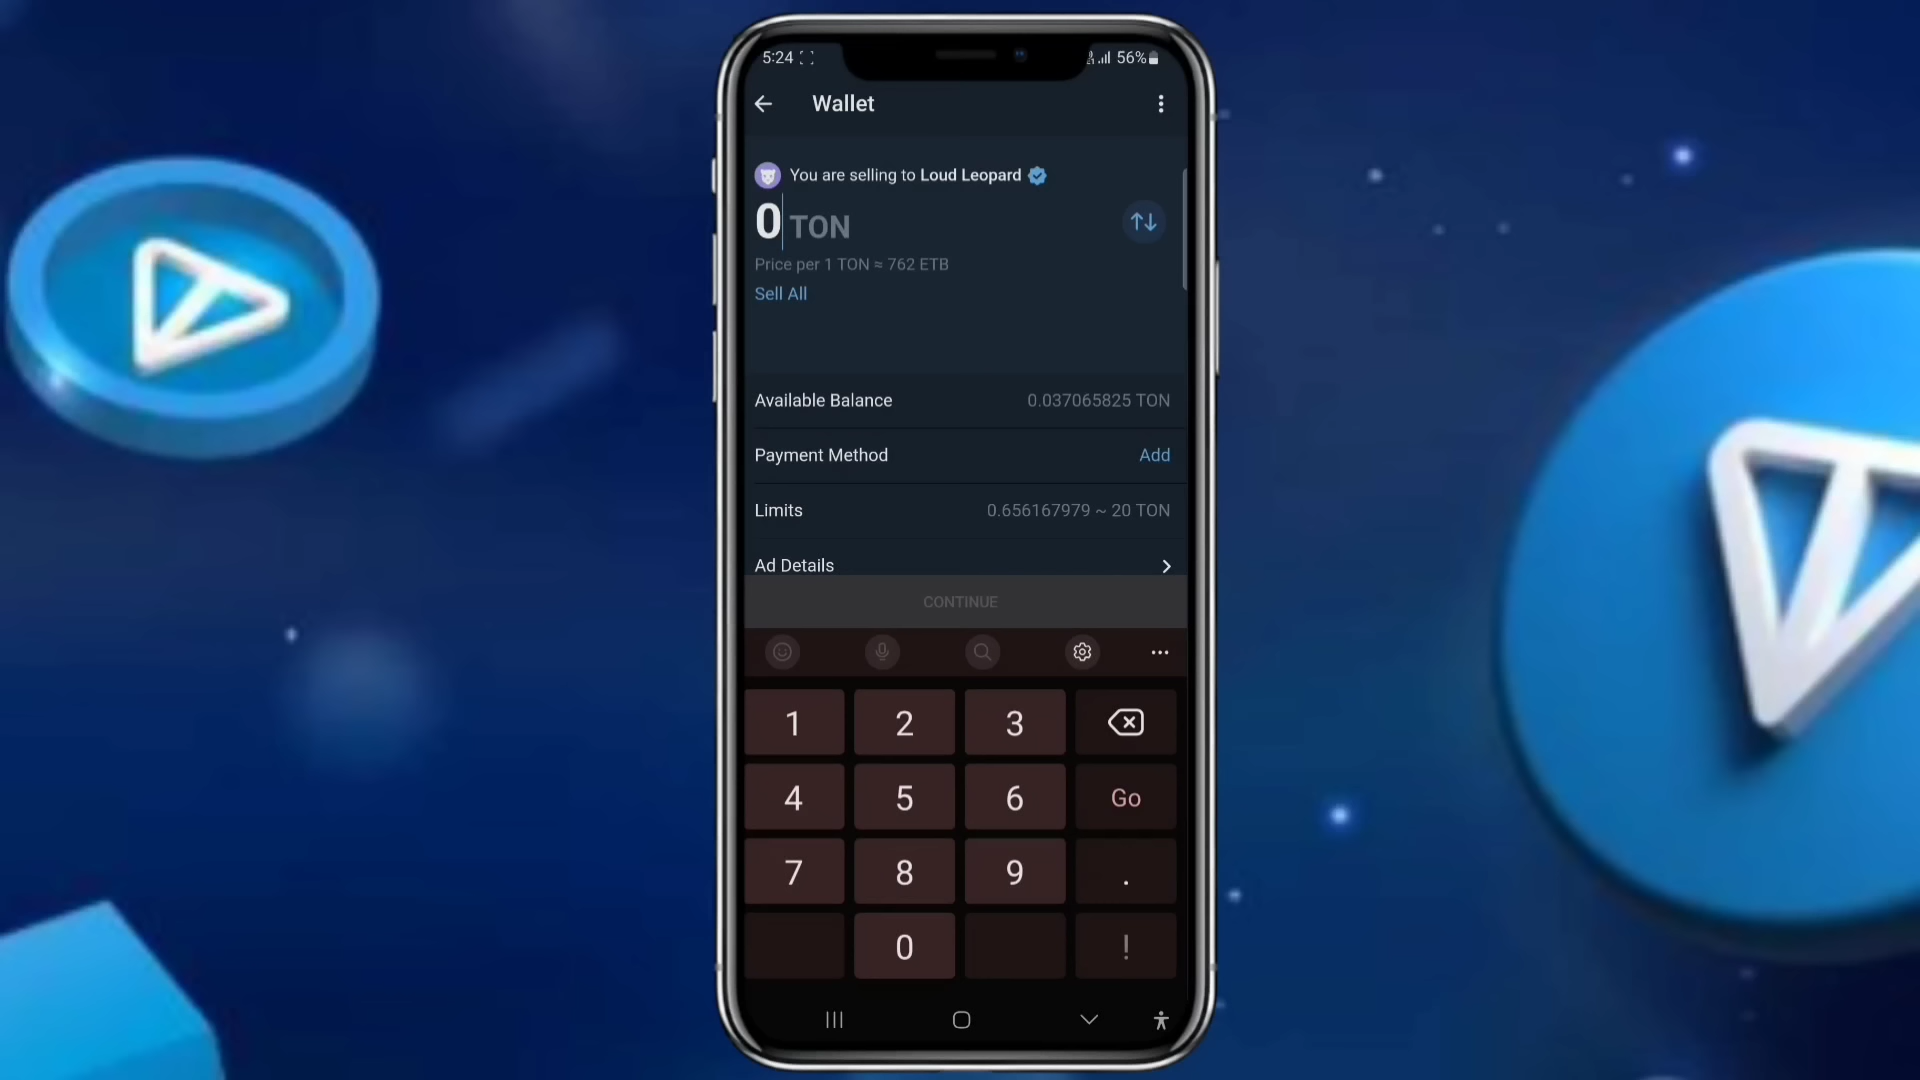 5:24
56%
Wallet
You are selling to Loud Leopard
0 TON
Price per 1 TON ≈ 762 ETB
Sell All
Available Balance 0.037065825 TON
Payment Method Add
Limits 0.656167979 ~ 20 TON
Ad Details
CONTINUE
1 2 3
4 5 6 Go
7 8 9 .
0 !